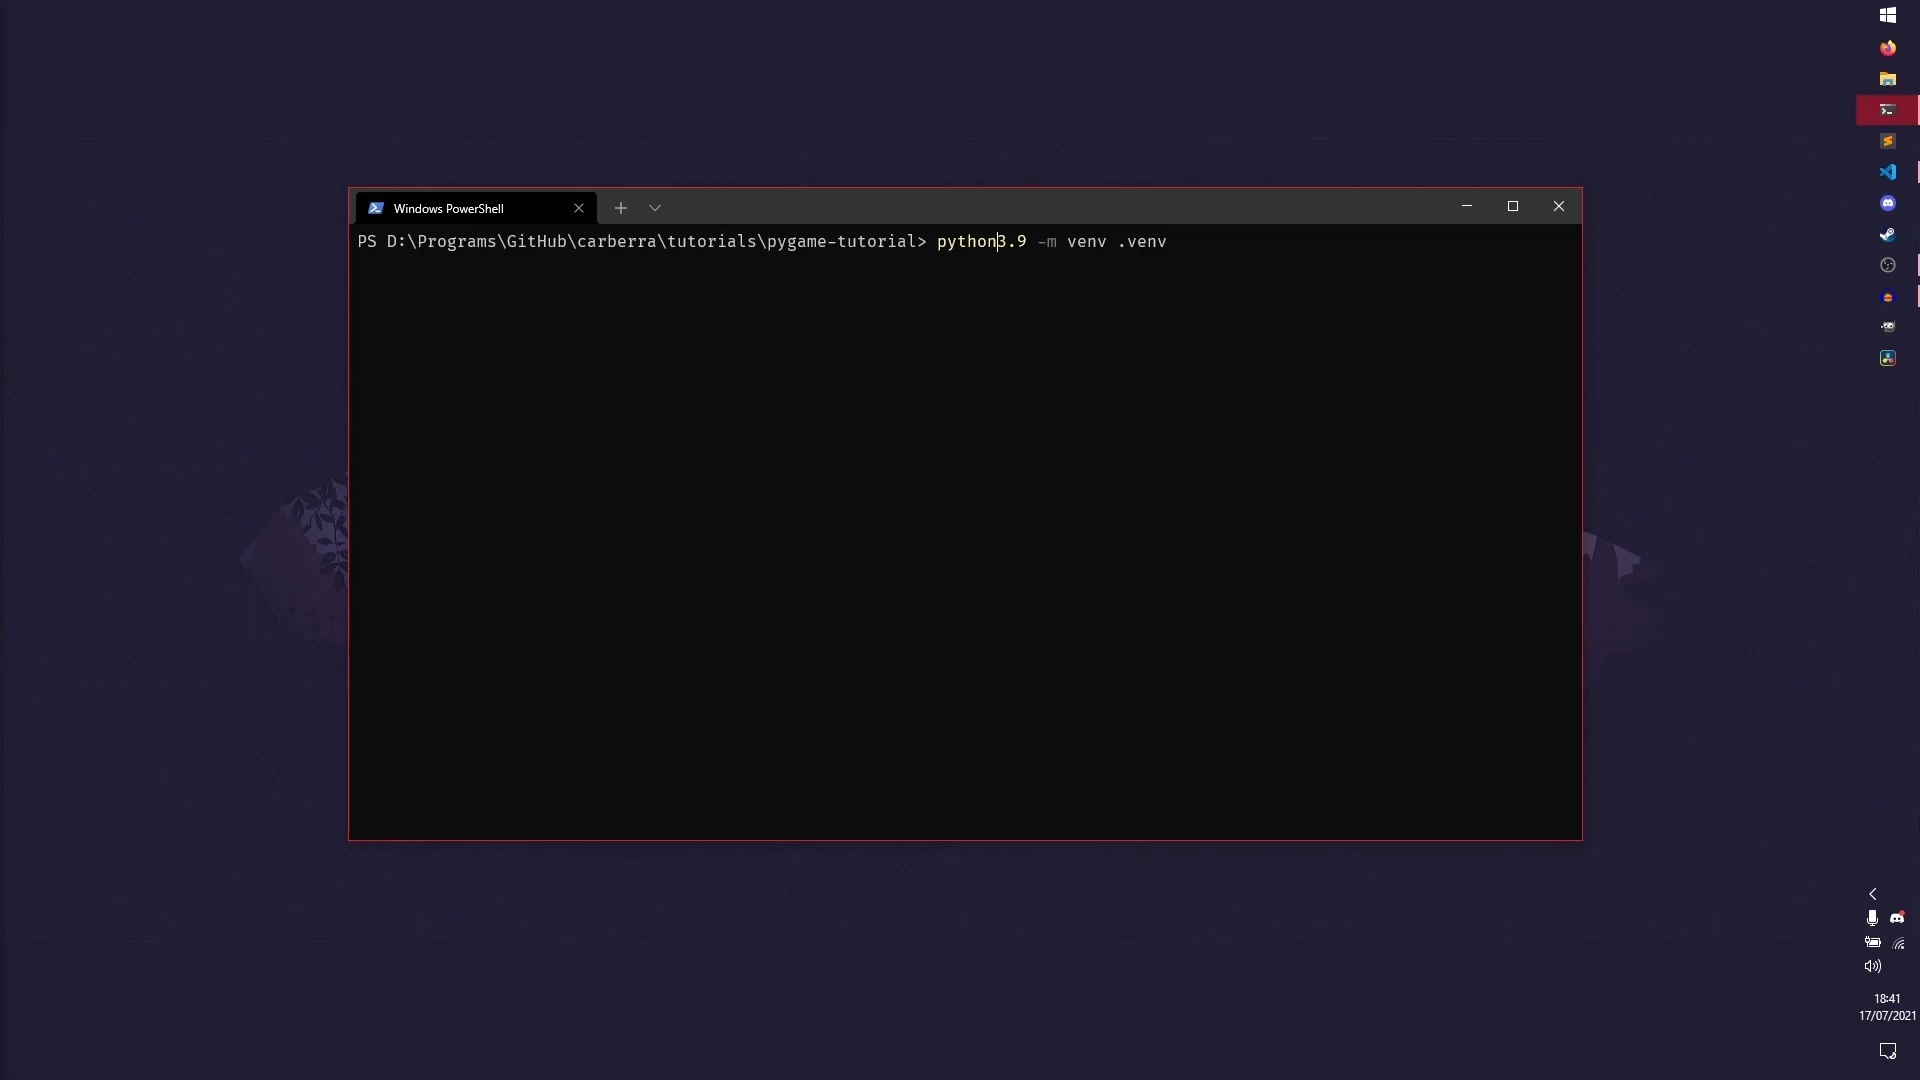 Windows PowerShell
PS D:\Programs\GitHub\carberra\tutorials\pygame-tutorial> python3.9 -m venv .venv
18:41
17/07/2021